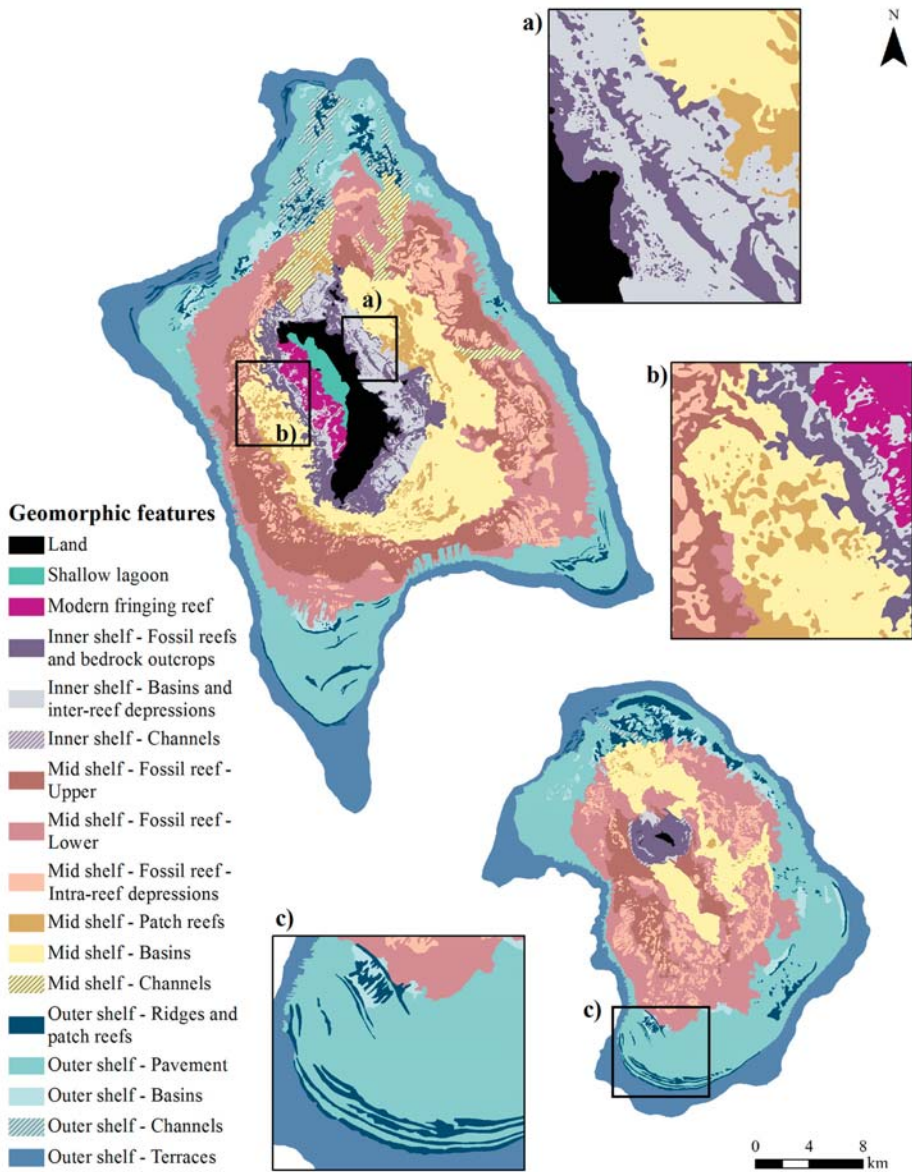 a)
N
a)
b)
b)
Geomorphic features
Land
Shallow lagoon
Modern fringing reef
Inner shelf - Fossil reefs
and bedrock outcrops
Inner shelf - Basins and
inter-reef depressions
Inner shelf - Channels
Mid shelf - Fossil reef -
Upper
Mid shelf - Fossil reef -
Lower
Mid shelf - Fossil reef -
Intra-reef depressions
Mid shelf - Patch reefs
Mid shelf - Basins
Mid shelf - Channels
Outer shelf - Ridges and
patch reefs
Outer shelf - Pavement
Outer shelf - Basins
Outer shelf - Channels
Outer shelf - Terraces
c)
c)
0 4 8
km